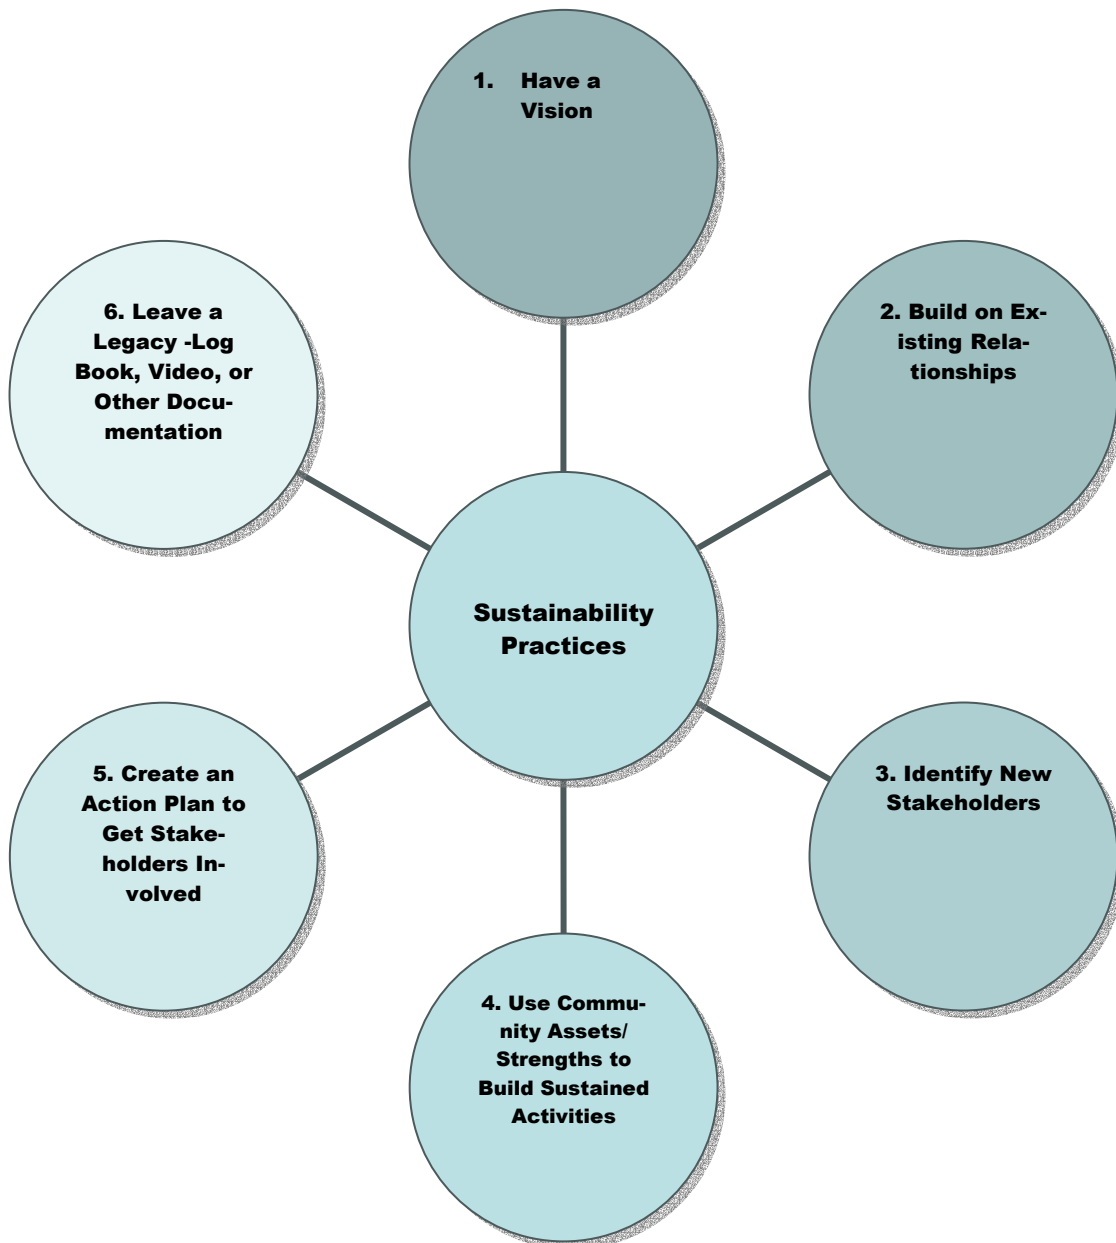 1. Have a
Vision
2. Build on Ex-
isting Rela-
tionships
3. Identify New
Stakeholders
4. Use Commu-
nity Assets/
Strengths to
Build Sustained
Activities
5. Create an
Action Plan to
Get Stake-
holders In-
volved
6. Leave a
Legacy -Log
Book, Video, or
Other Docu-
mentation
Sustainability
Practices